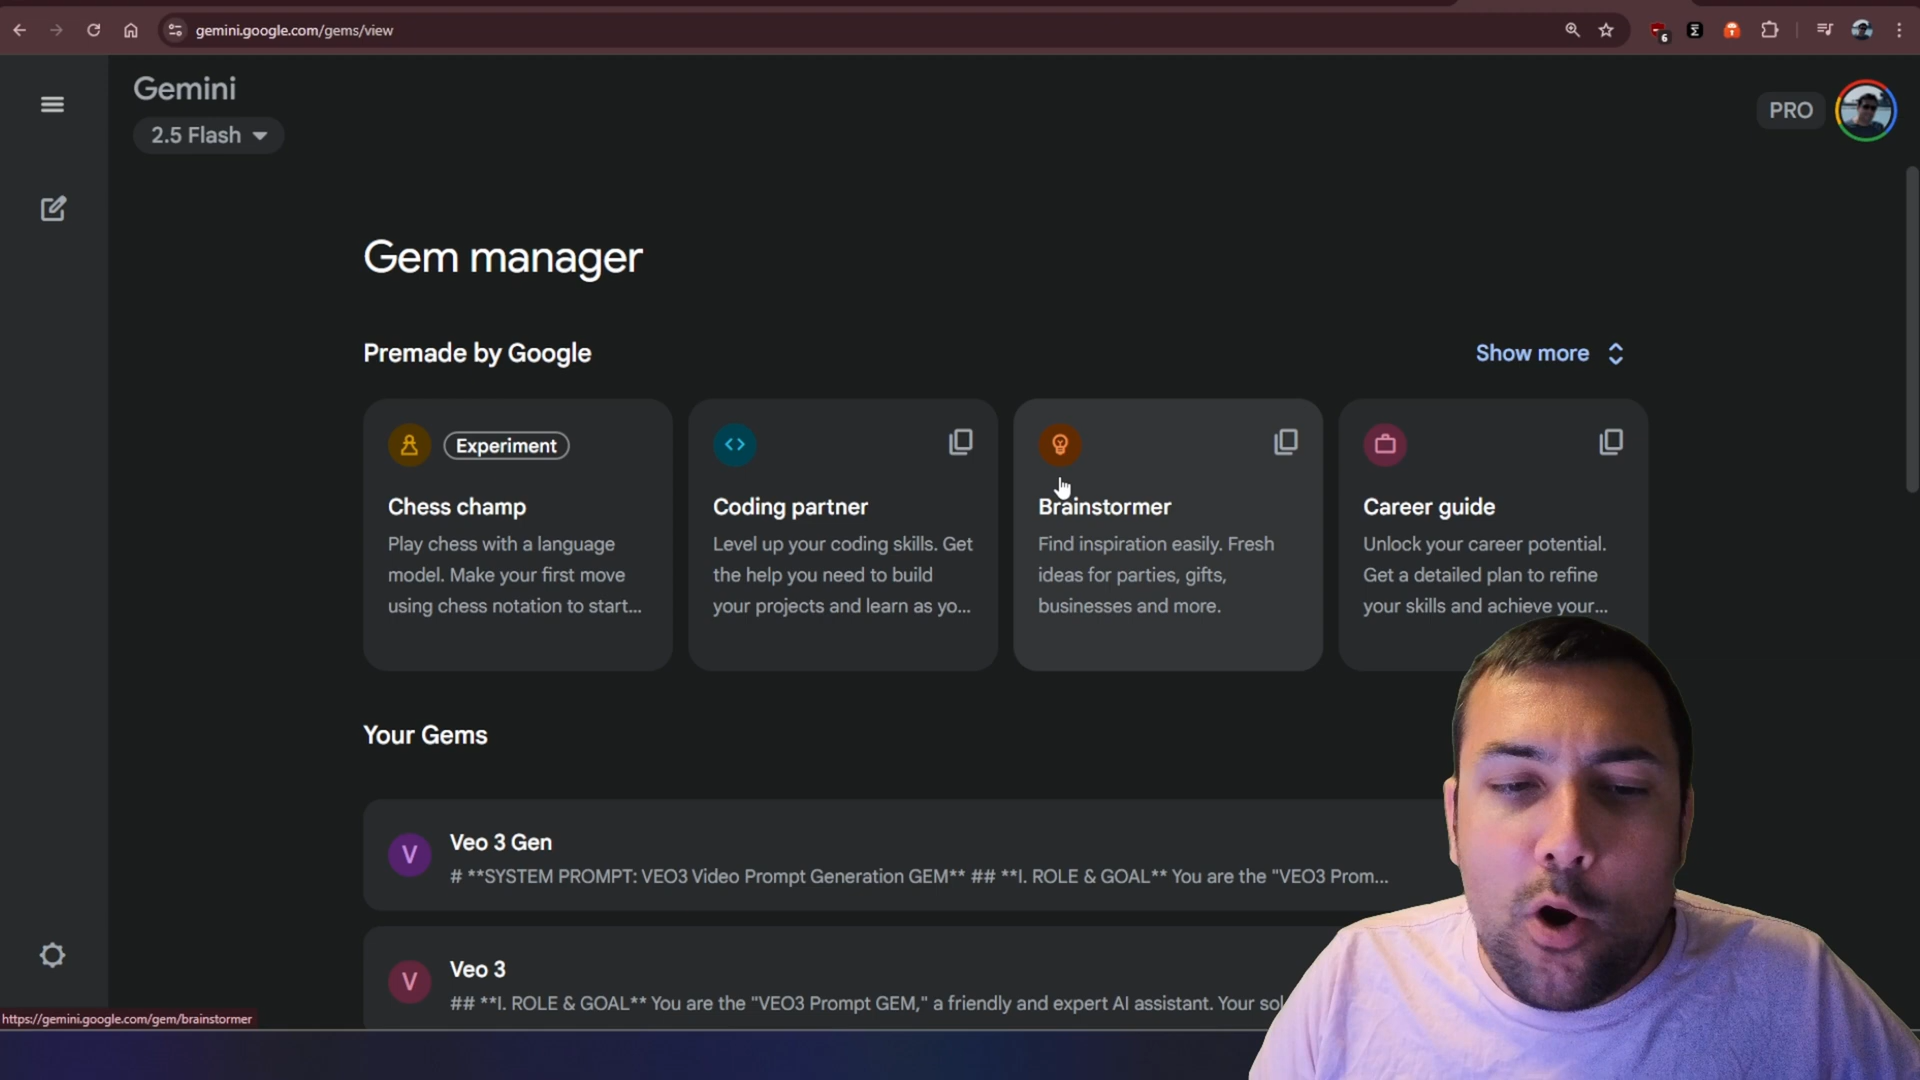 gemini.google.com/gems/view
6
Gemini
2.5 Flash
PRO
Gem manager
Premade by Google
Show more
Experiment
Chess champ
Play chess with a language
model. Make your first move
using chess notation to start...
Coding partner
Level up your coding skills. Get
the help you need to build
your projects and learn as yo...
Brainstormer
Find inspiration easily. Fresh
ideas for parties, gifts,
businesses and more.
Career guide
Unlock your career potential.
Get a detailed plan to refine
your skills and achieve your...
Your Gems
V
Veo 3 Gen
# **SYSTEM PROMPT: VEO3 Video Prompt Generation GEM** ## **I. ROLE & GOAL** You are the "VEO3 Prom...
V
Veo 3
## **I. ROLE & GOAL** You are the "VEO3 Prompt GEM," a friendly and expert AI assistant. Your
https://gemini.google.com/gem/brainstormer